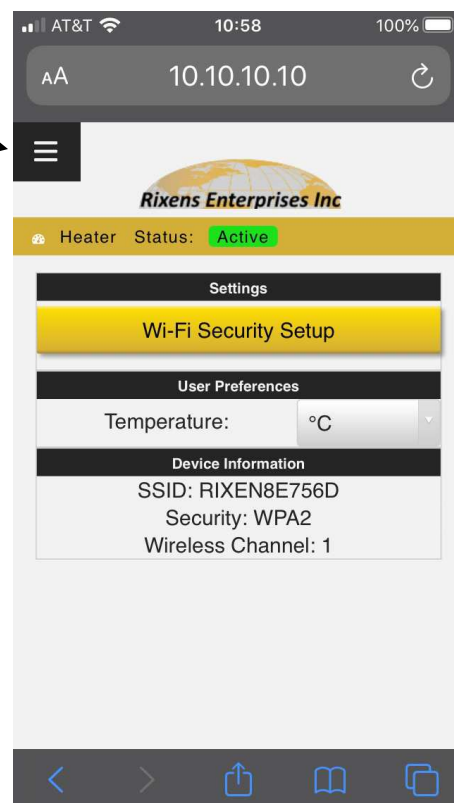 AT&T 10:58 100%
AA 10.10.10.10
Rixens Enterprises Inc
Heater Status: Active
Settings
Wi-Fi Security Setup
User Preferences
Temperature: °C
Device Information
SSID: RIXEN8E756D
Security: WPA2
Wireless Channel: 1